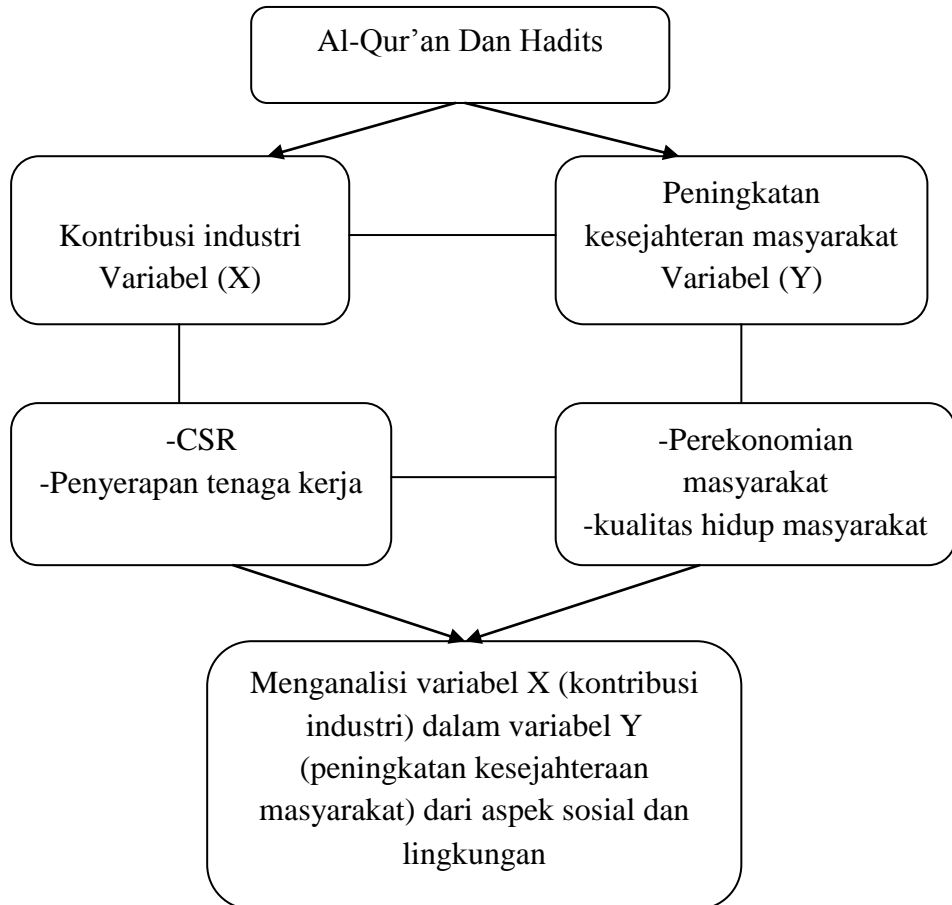 Al-Qur’an Dan Hadits
Kontribusi industri
Variabel (X)
Peningkatan
kesejahteran masyarakat
Variabel (Y)
-CSR
-Penyerapan tenaga kerja
-Perekonomian
masyarakat
-kualitas hidup masyarakat
Menganalisi variabel X (kontribusi
industri) dalam variabel Y
(peningkatan kesejahteraan
masyarakat) dari aspek sosial dan
lingkungan